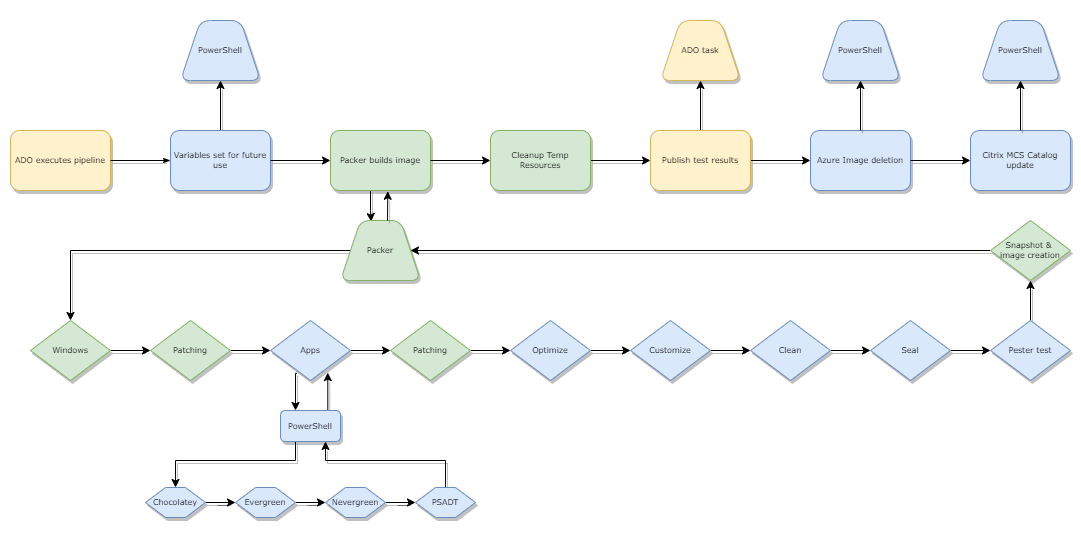 PowerShell
ADO task
PowerShell
PowerShell
ADO executes pipeline
Variables set for future
use
Packer builds image
Cleanup Temp
Resources
Publish test results
Azure Image deletion
Citrix MCS Catalog
update
Packer
Snapshot &
image creation
Windows
Patching
Apps
Patching
Optimize
Customize
Clean
Seal
Pester test
PowerShell
Chocolatey
Evergreen
Nevergreen
PSADT